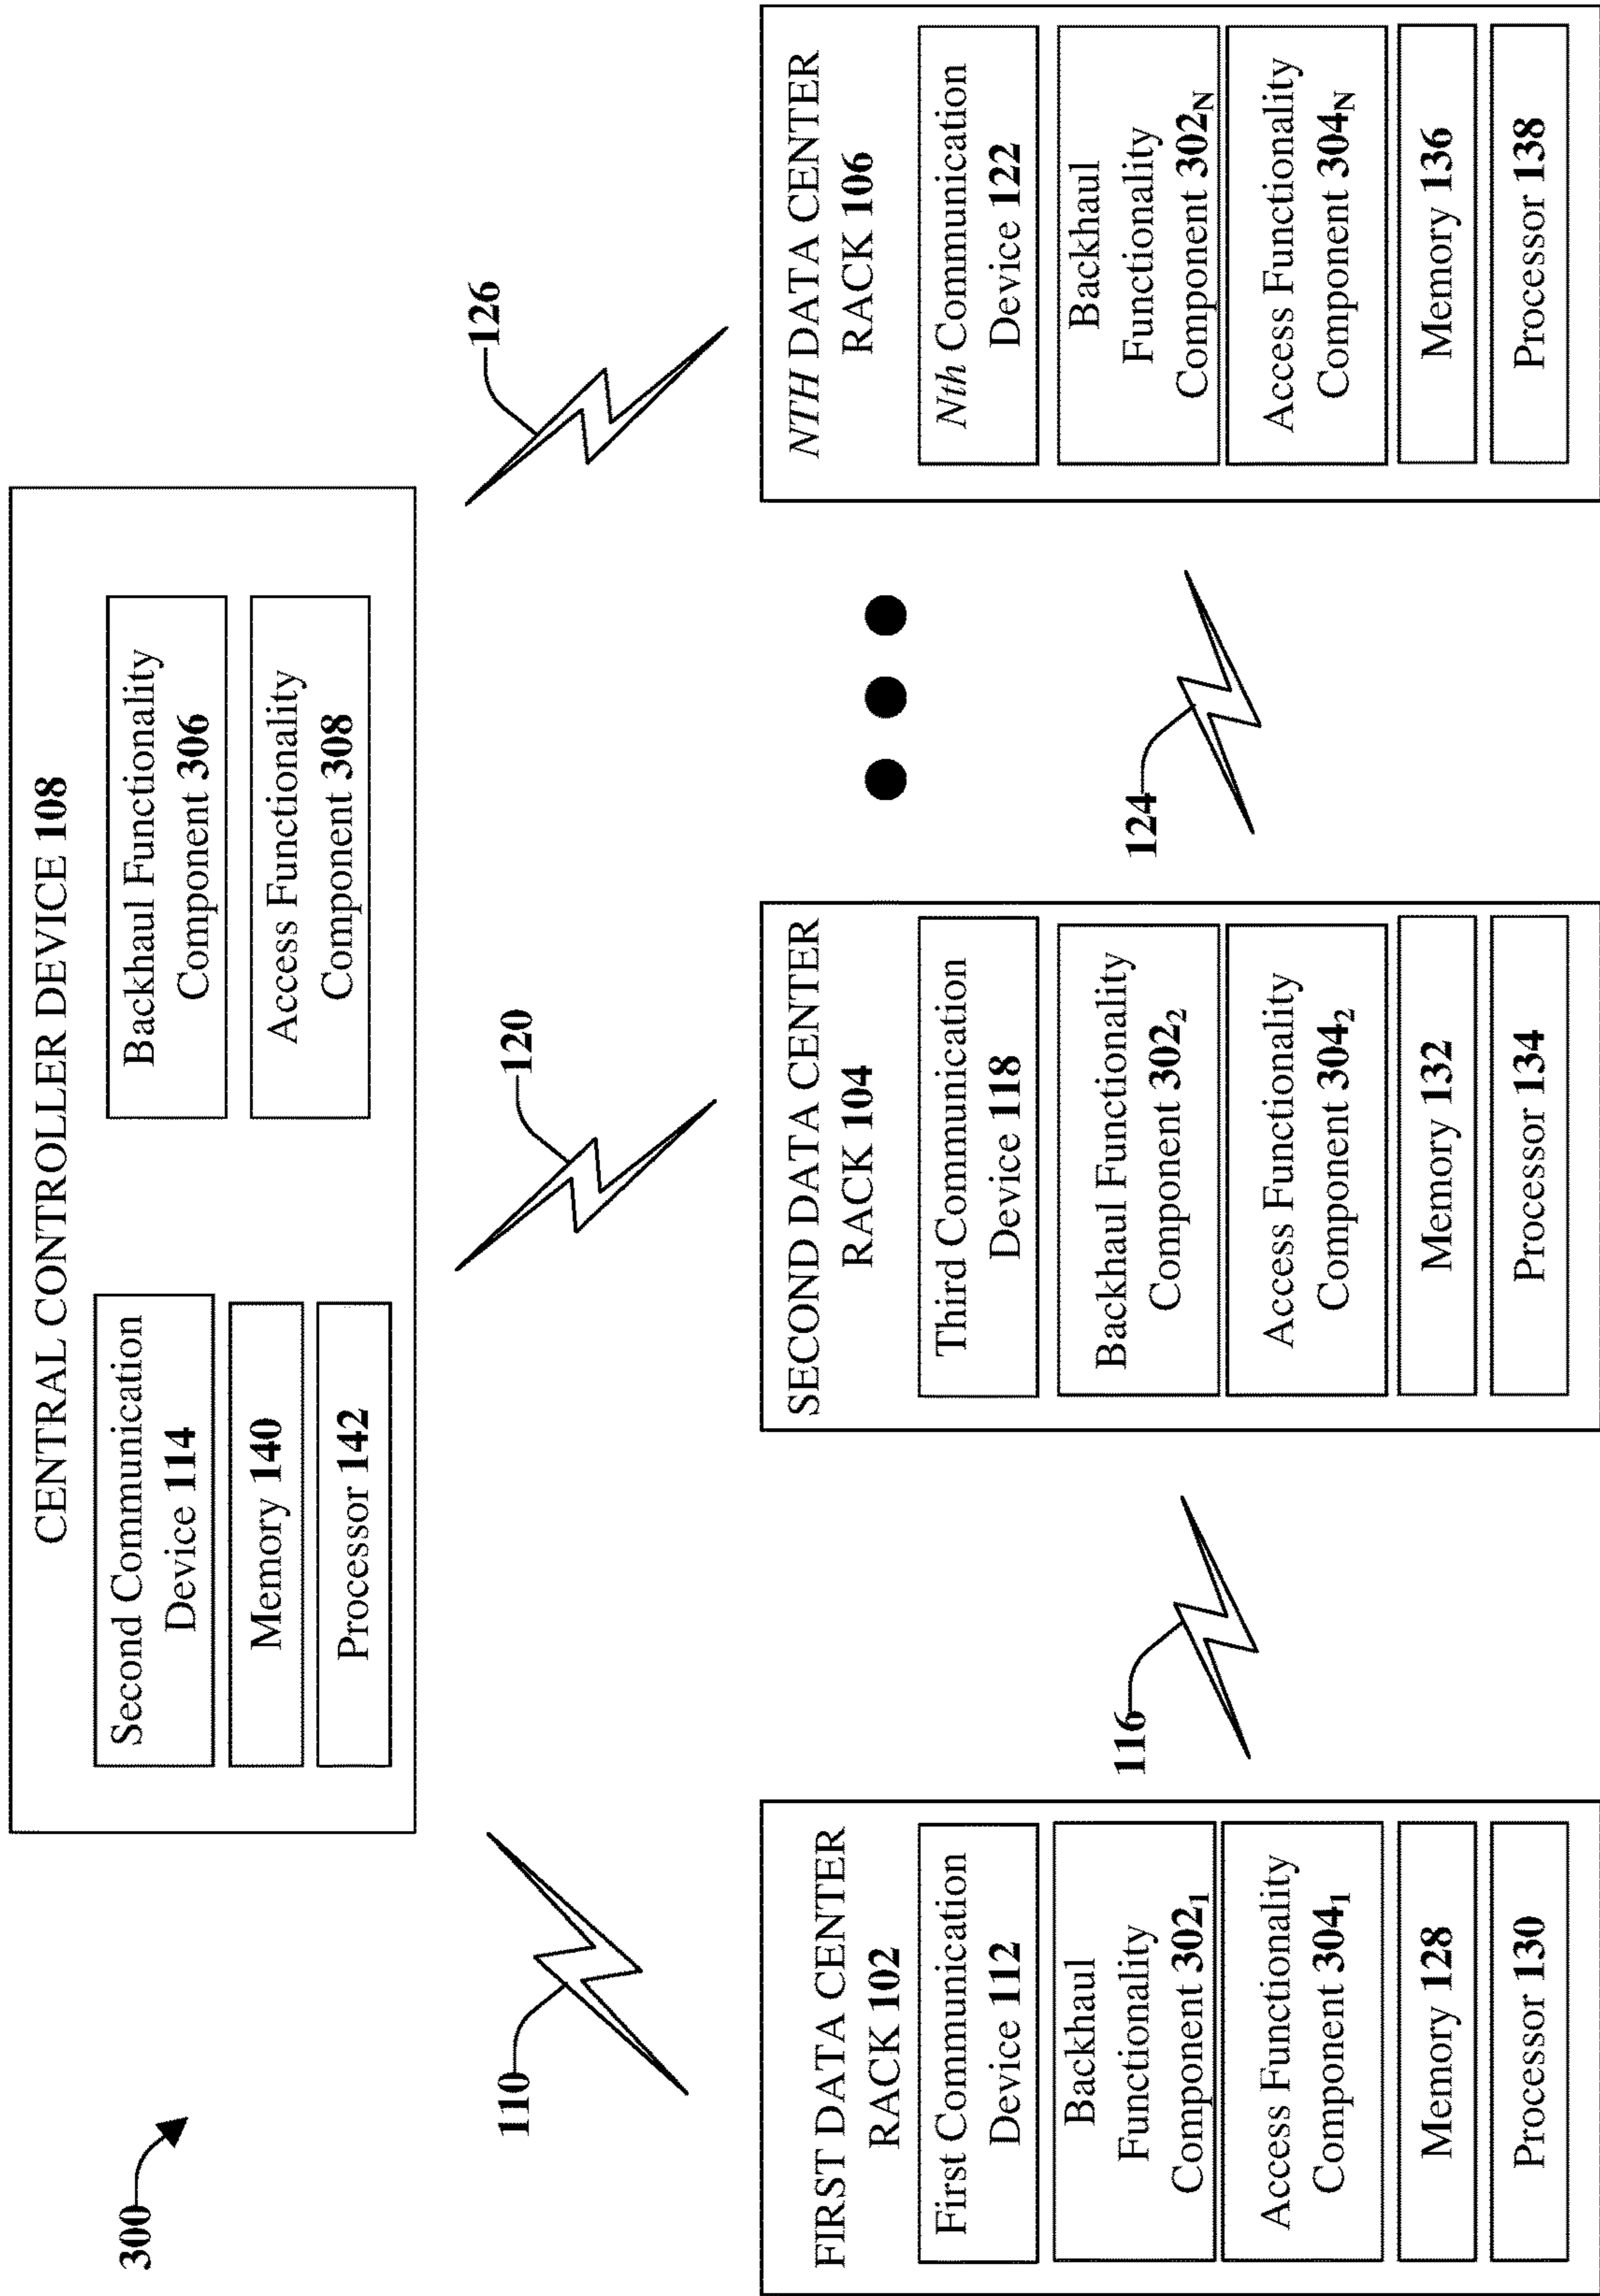 300
CENTRAL CONTROLLER DEVICE 108
Second Communication
Device 114
Memory 140
Processor 142
Backhaul Functionality
Component 306
Access Functionality
Component 308
110
120
126
FIRST DATA CENTER
RACK 102
First Communication
Device 112
Backhaul
Functionality
Component 302₁
Access Functionality
Component 304₁
Memory 128
Processor 130
116
SECOND DATA CENTER
RACK 104
Third Communication
Device 118
Backhaul Functionality
Component 302₂
Access Functionality
Component 304₂
Memory 132
Processor 134
124
NTH DATA CENTER
RACK 106
Nth Communication
Device 122
Backhaul
Functionality
Component 302N
Access Functionality
Component 304N
Memory 136
Processor 138